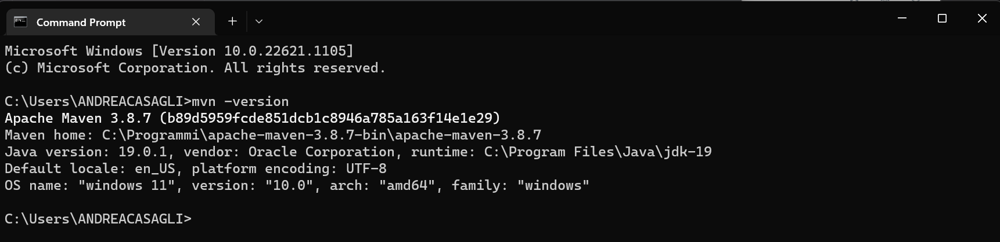 Command Prompt
Microsoft Windows [Version 10.0.22621.1105]
(c) Microsoft Corporation. All rights reserved.
C:\Users\ANDREACASAGLI>mvn -version
Apache Maven 3.8.7 (b89d5959fcde851dcb1c8946a785a163f14e1e29)
Maven home: C:\Programmi\apache-maven-3.8.7-bin\apache-maven-3.8.7
Java version: 19.0.1, vendor: Oracle Corporation, runtime: C:\Program Files\Java\jdk-19
Default locale: en_US, platform encoding: UTF-8
OS name: "windows 11", version: "10.0", arch: "amd64", family: "windows"
C:\Users\ANDREACASAGLI>